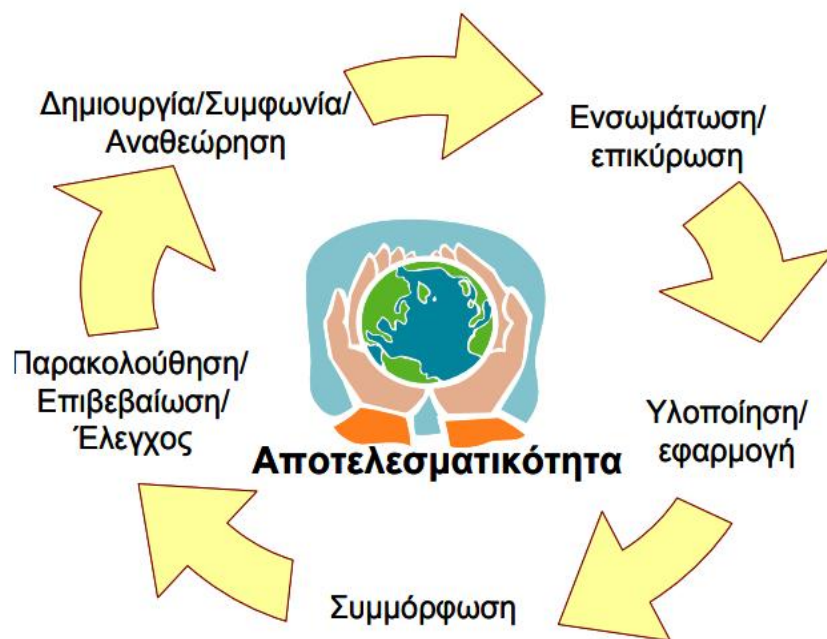 Δημιουργία/Συμφωνία/
Αναθεώρηση
Ενσωμάτωση/
επικύρωση
Υλοποίηση/
εφαρμογή
Συμμόρφωση
Παρακολούθηση/
Επιβεβαίωση/
Έλεγχος
Αποτελεσματικότητα